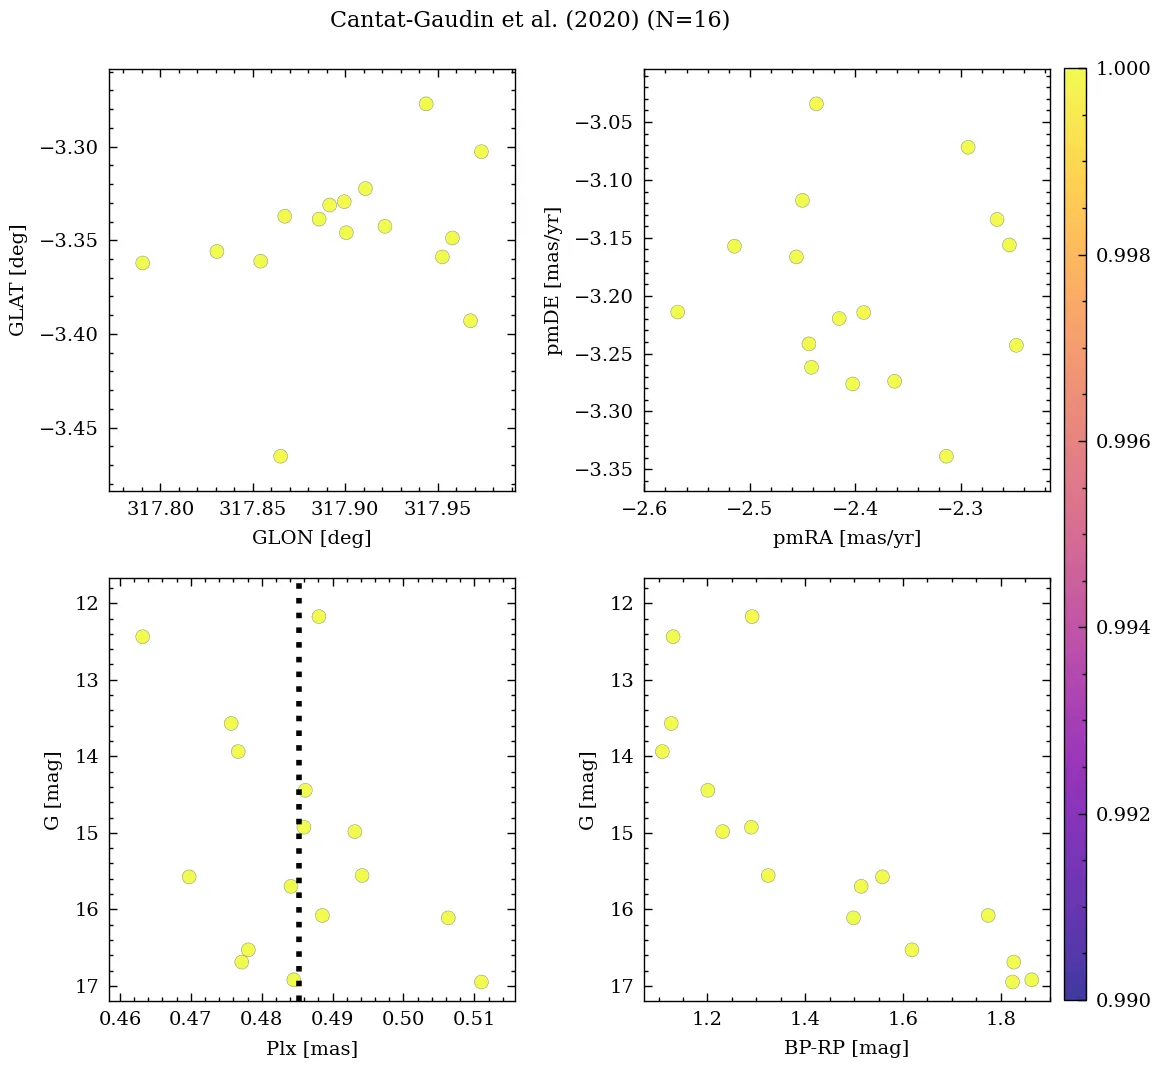 Cantat-Gaudin et al. (2020) (N=16)
−3.30
−3.35
−3.40
−3.45
GLAT [deg]
317.80 317.85 317.90 317.95
GLON [deg]
−3.05
−3.10
−3.15
−3.20
−3.25
−3.30
−3.35
pmDE [mas/yr]
−2.6 −2.5 −2.4 −2.3
pmRA [mas/yr]
12
13
14
15
16
17
G [mag]
0.46 0.47 0.48 0.49 0.50 0.51
Plx [mas]
12
13
14
15
16
17
G [mag]
1.2 1.4 1.6 1.8
BP-RP [mag]
1.000
0.998
0.996
0.994
0.992
0.990